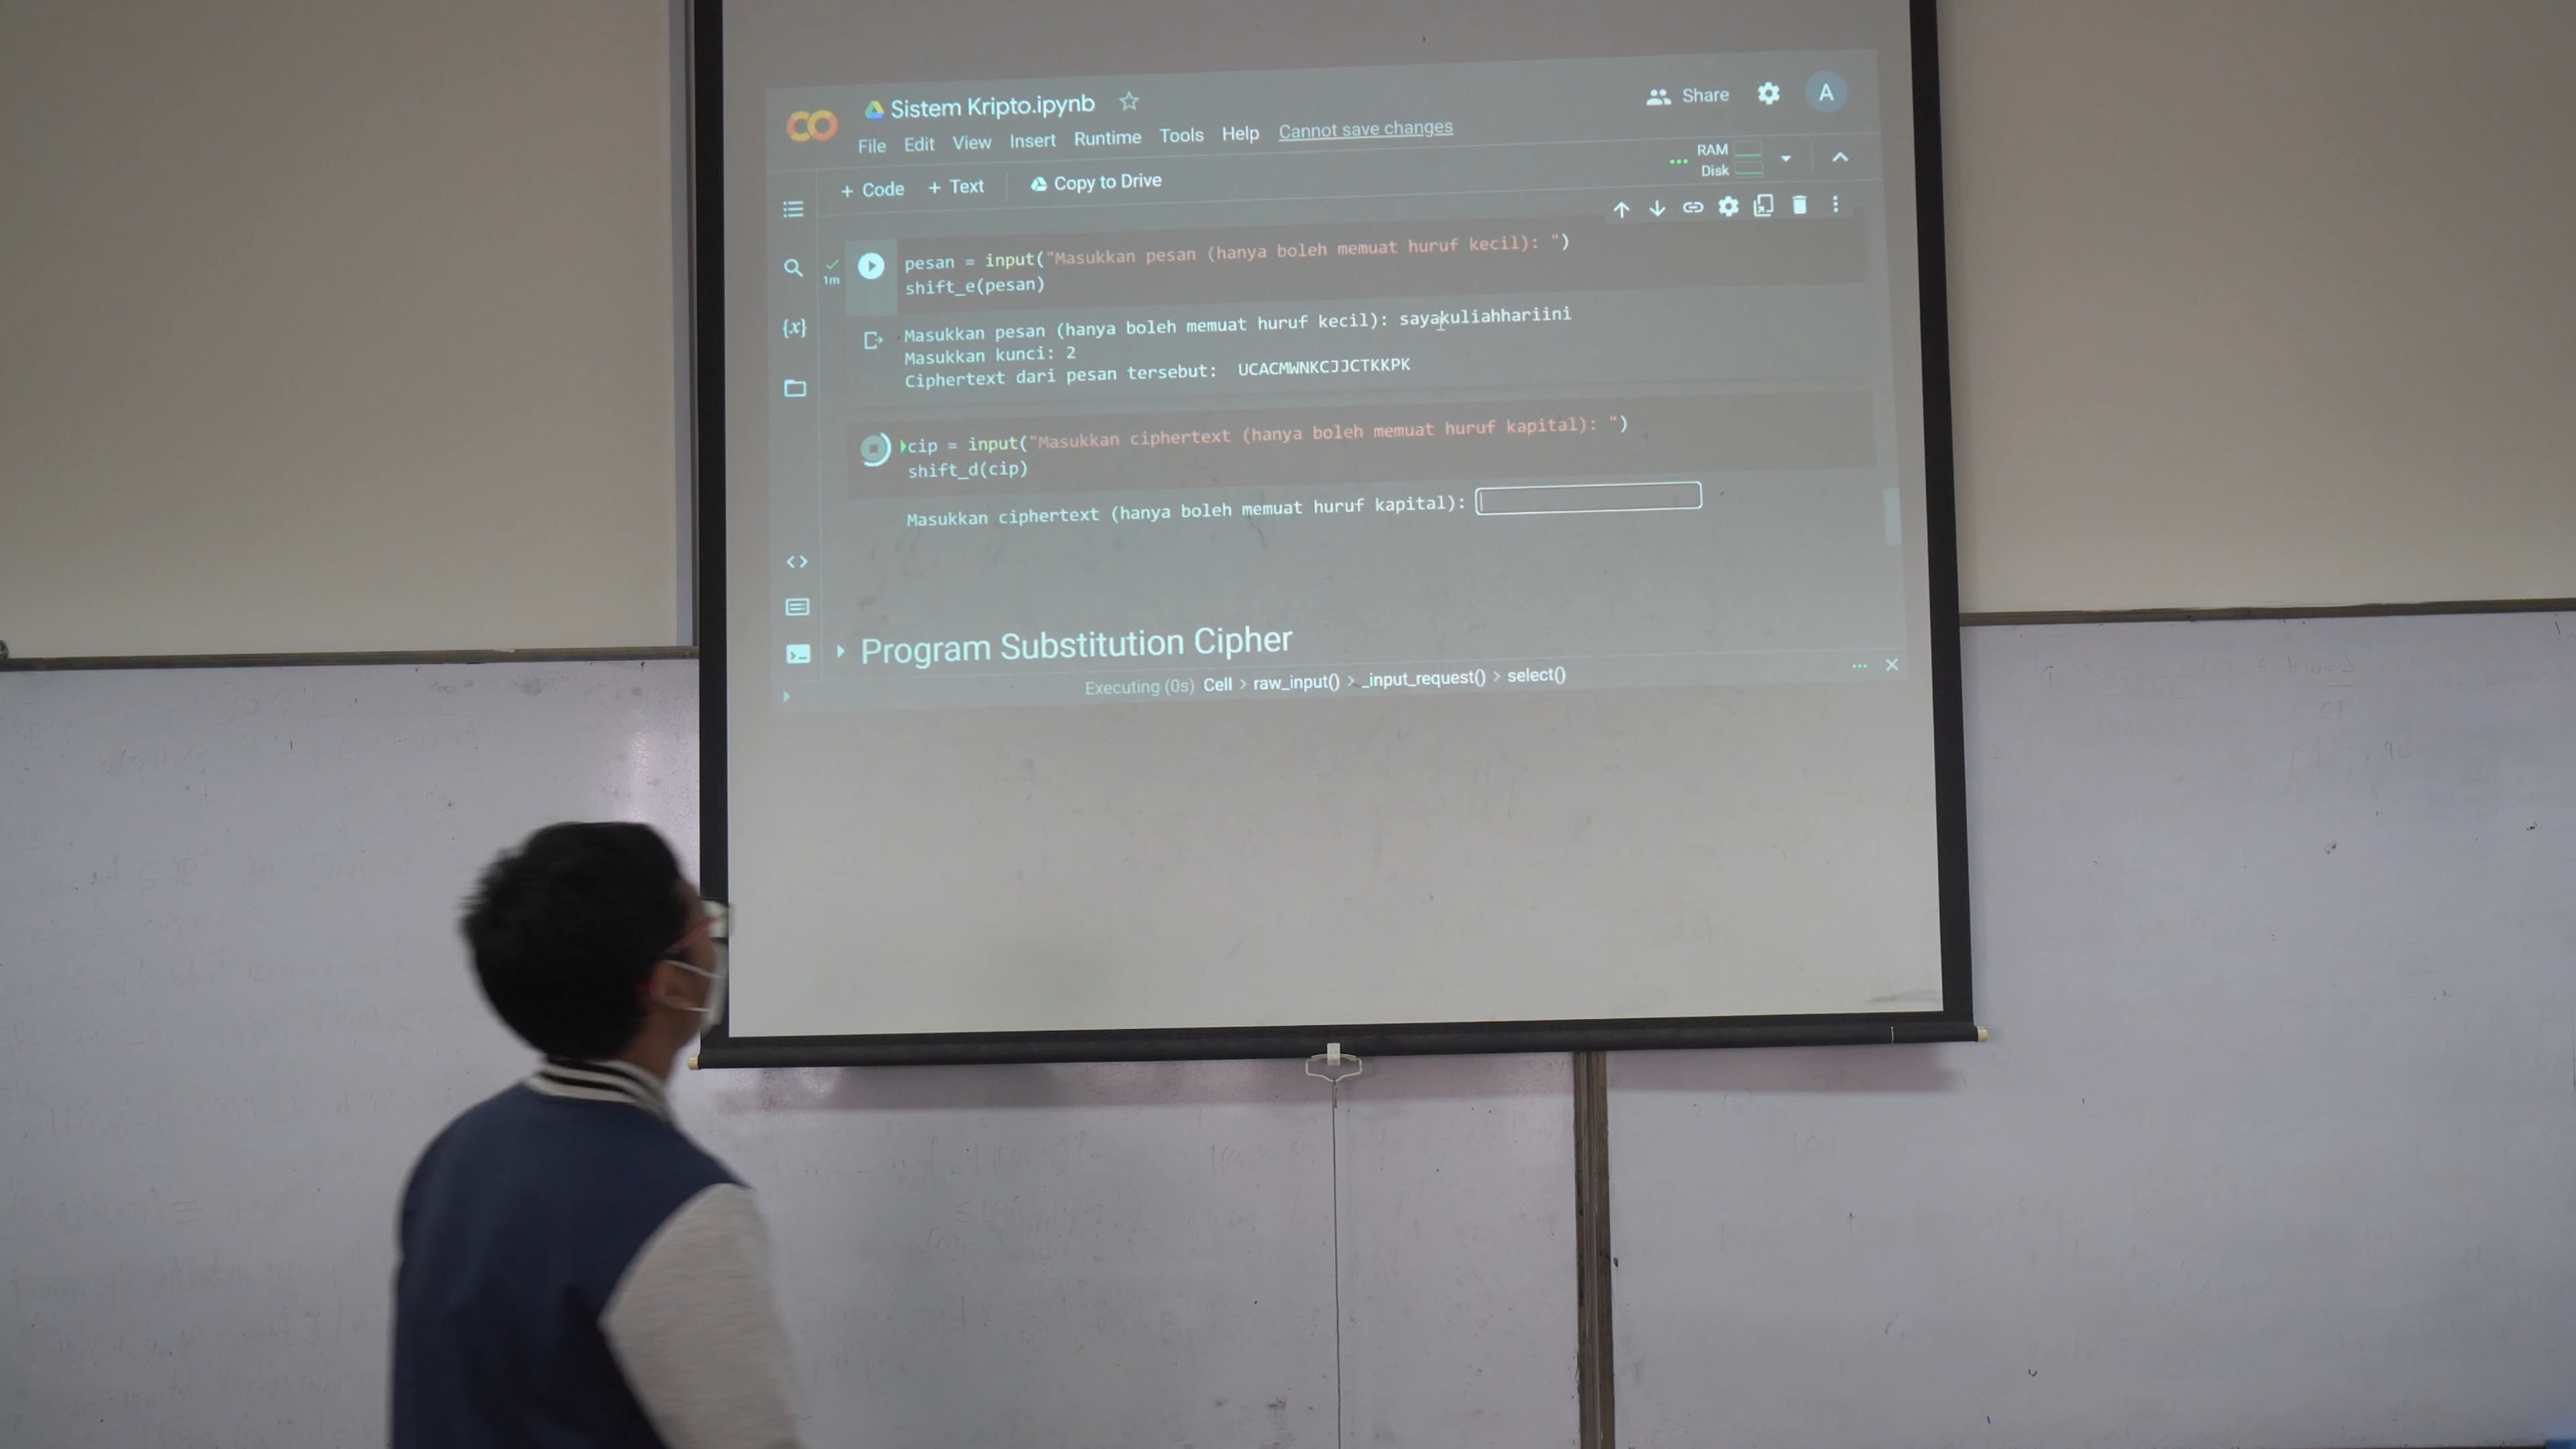 Sistem Kripto.ipynb
Share
A
File Edit View Insert Runtime Tools Help Cannot save changes
RAM
Disk
+ Code + Text Copy to Drive
{x}
1m
pesan = input("Masukkan pesan (hanya boleh memuat huruf kecil): ")
shift_e(pesan)
Masukkan pesan (hanya boleh memuat huruf kecil): sayakuliahhariini
Masukkan kunci: 2
Ciphertext dari pesan tersebut: UCACMWNKCJJCTKKPK
cip = input("Masukkan ciphertext (hanya boleh memuat huruf kapital): ")
shift_d(cip)
Masukkan ciphertext (hanya boleh memuat huruf kapital):
Program Substitution Cipher
Executing (0s) Cell > raw_input() > _input_request() > select()